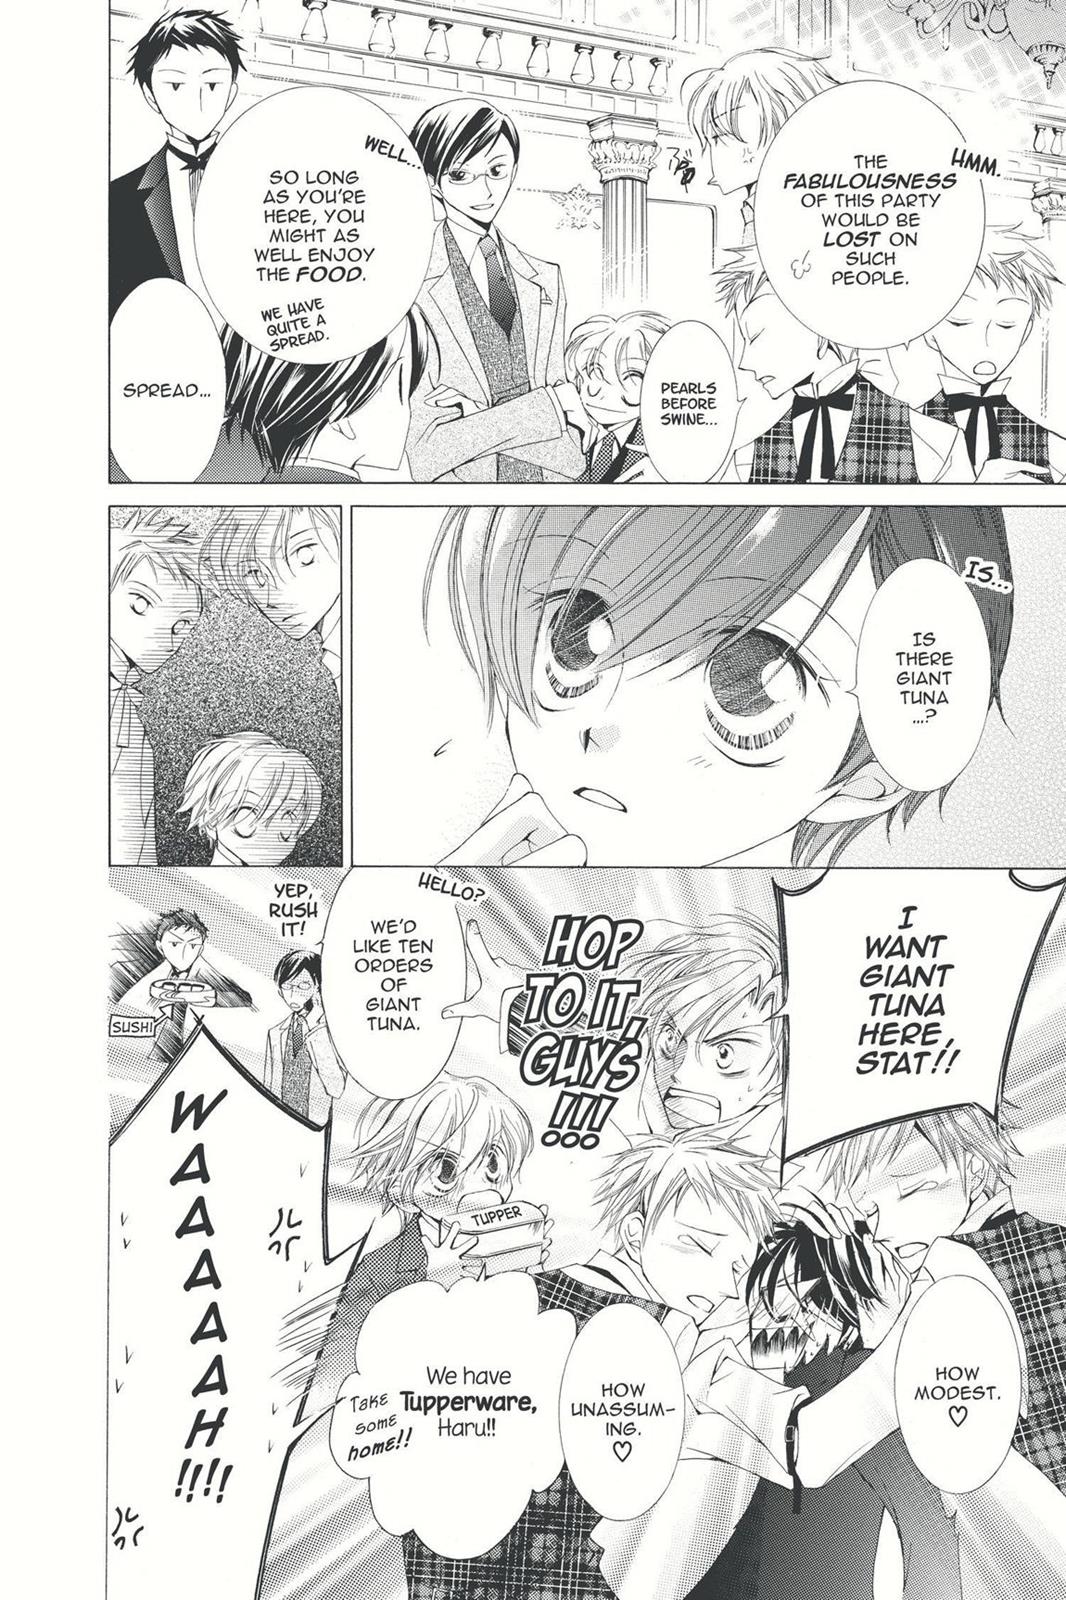 HMM.
THE
FABULOUSNESS
OF THIS PARTY
WOULD BE
LOST ON
SUCH
PEOPLE.
PEARLS
BEFORE
SWINE...
WELL...
SO LONG
AS YOU'RE
HERE, YOU
MIGHT AS
WELL ENJOY
THE FOOD.
WE HAVE
QUITE A
SPREAD.
SPREAD...
IS...
IS
THERE
GIANT
TUNA
...?
I
WANT
GIANT
TUNA
HERE,
STAT!!
HOP
TO IT,
GUYS
!!!
HELLO?
WE'D
LIKE TEN
ORDERS
OF
GIANT
TUNA.
YEP,
RUSH
IT!
SUSHI
HOW
MODEST.
♡
HOW
UNASSUM-
ING.
♡
TUPPER
We have
Tupperware,
Haru!!
Take
some
home!!
WAAAAAH!!!!